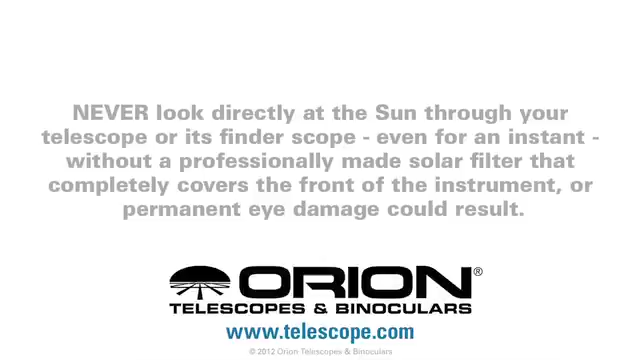 NEVER look directly at the Sun through your
telescope or its finder scope - even for an instant -
without a professionally made solar filter that
completely covers the front of the instrument, or
permanent eye damage could result.
ORION®
TELESCOPES & BINOCULARS
www.telescope.com
© 2012 Orion Telescopes & Binoculars